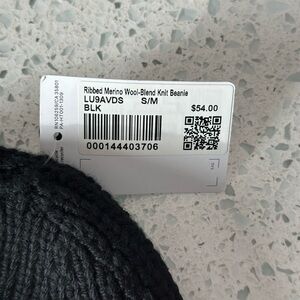 Ribbed Merino Wool-Blend Knit Beanie
LU9AVDS S/M
BLK
$54.00
000144403706